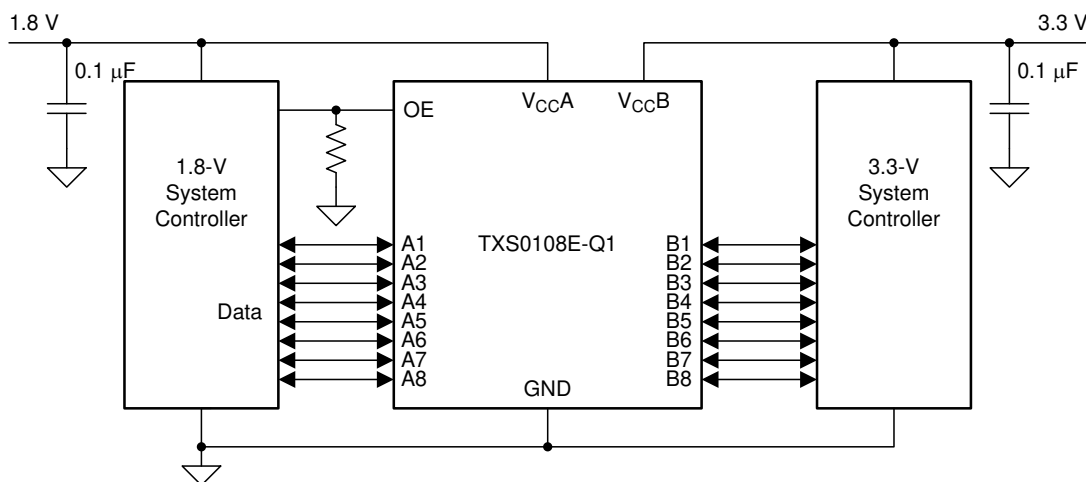 1.8 V
3.3 V
0.1 μF
0.1 μF
VCCA
VCCB
OE
1.8-V
System
Controller
3.3-V
System
Controller
TXS0108E-Q1
Data
A1
A2
A3
A4
A5
A6
A7
A8
B1
B2
B3
B4
B5
B6
B7
B8
GND